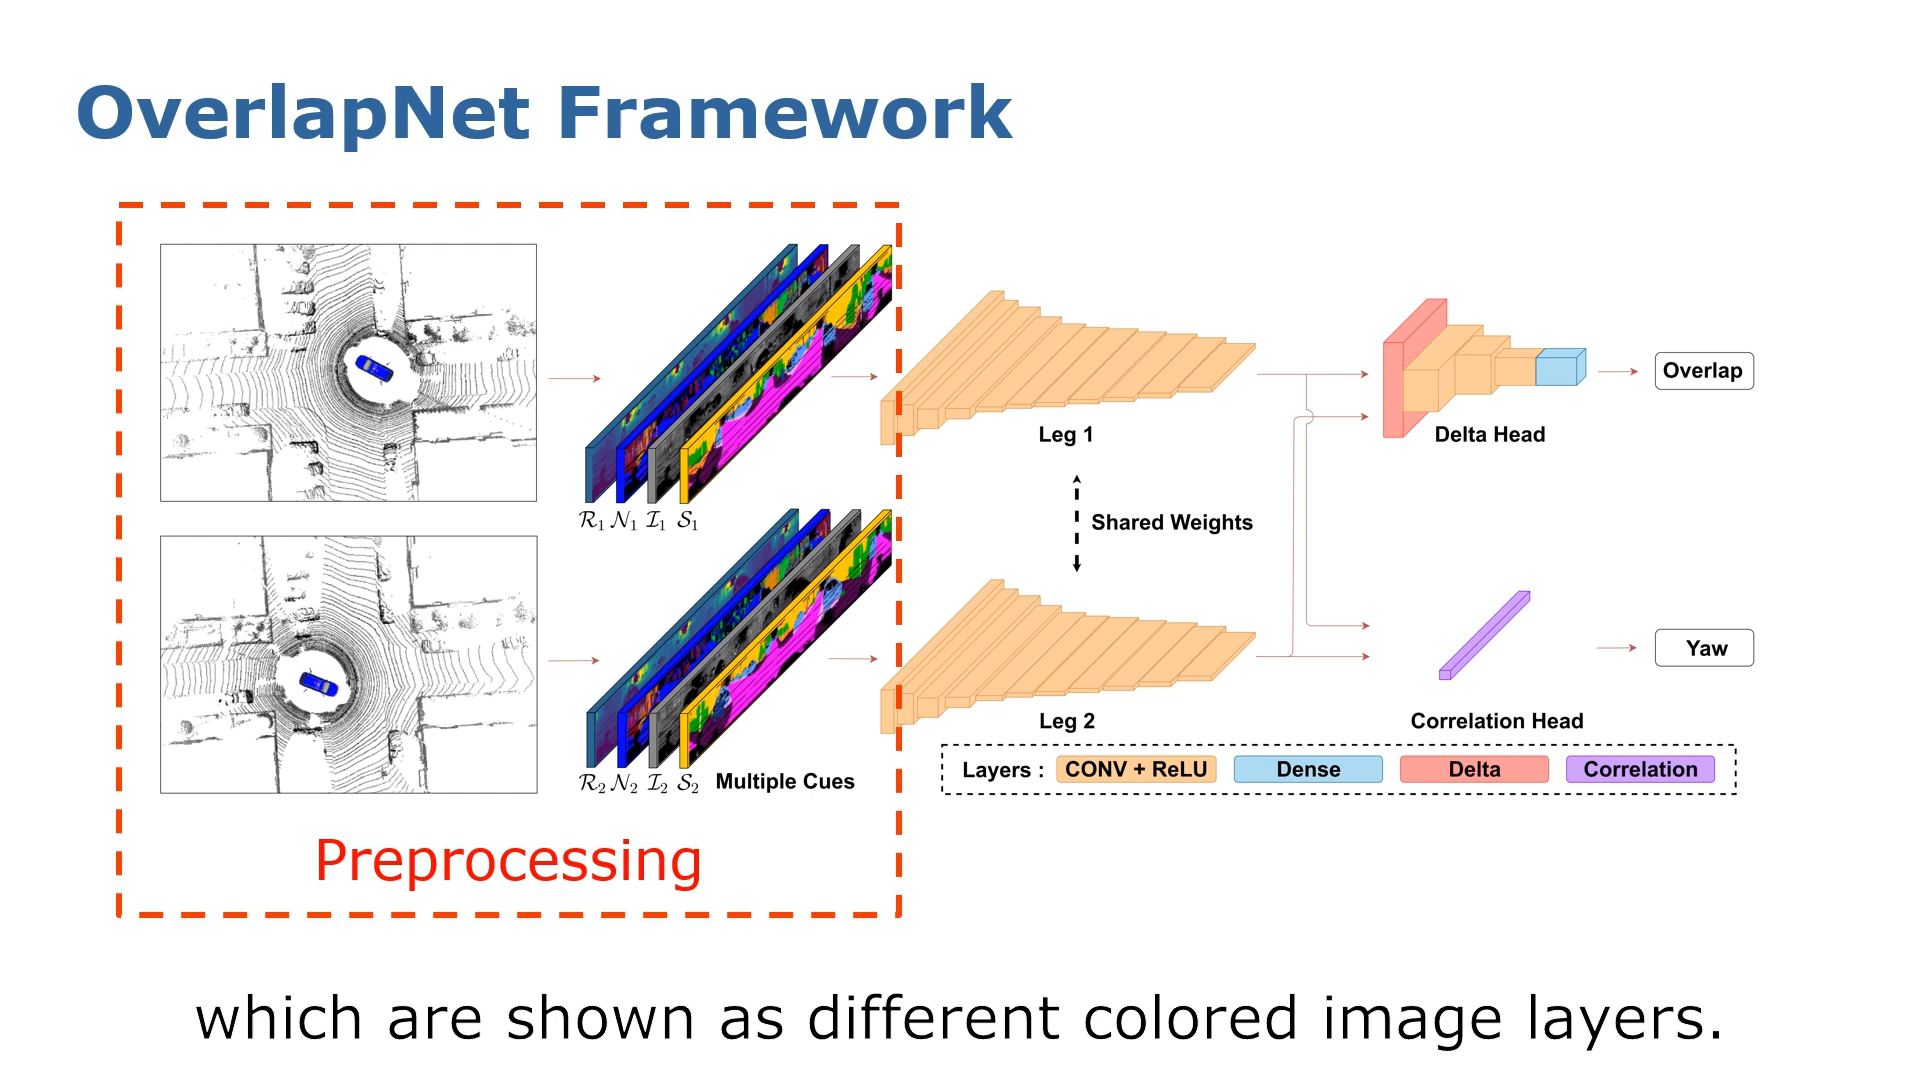 OverlapNet Framework
R1 N1 I1 S1
R2 N2 I2 S2 Multiple Cues
Preprocessing
Leg 1
Shared Weights
Leg 2
Delta Head
Overlap
Correlation Head
Yaw
Layers : CONV + ReLU Dense Delta Correlation
which are shown as different colored image layers.